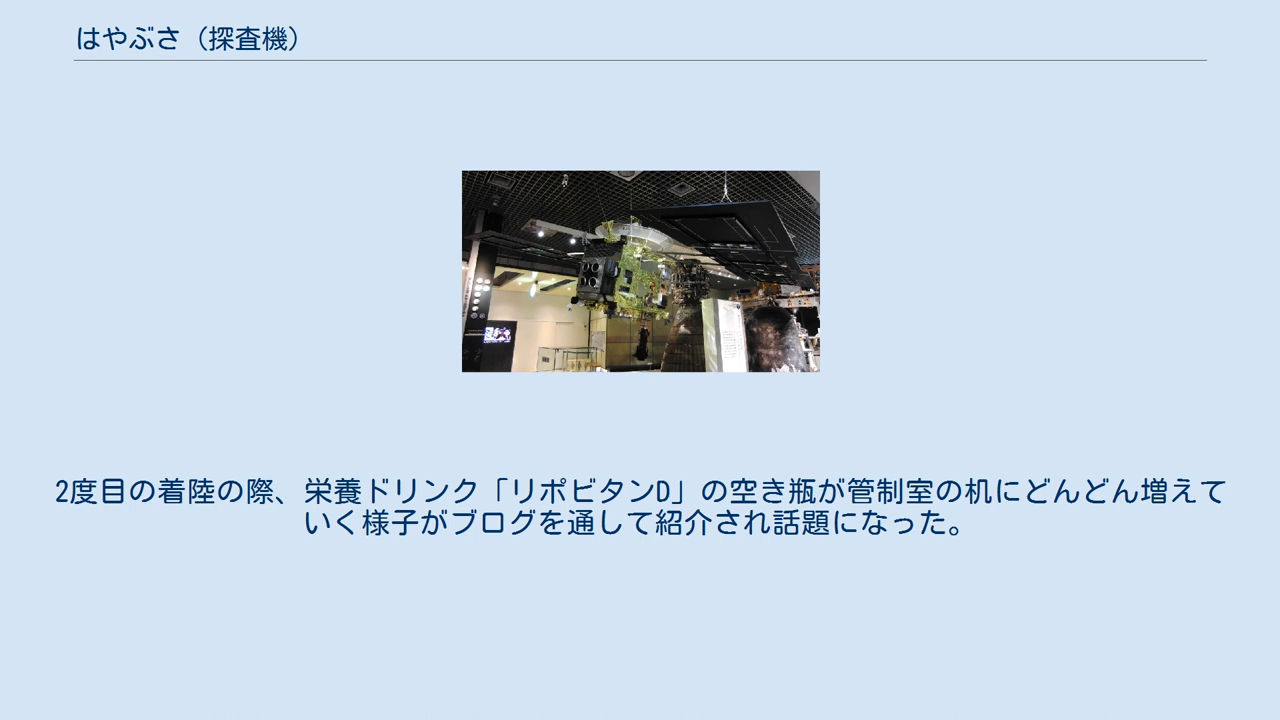 はやぶさ（探査機）
2度目の着陸の際、栄養ドリンク「リポビタンD」の空き瓶が管制室の机にどんどん増えて
いく様子がブログを通して紹介され話題になった。